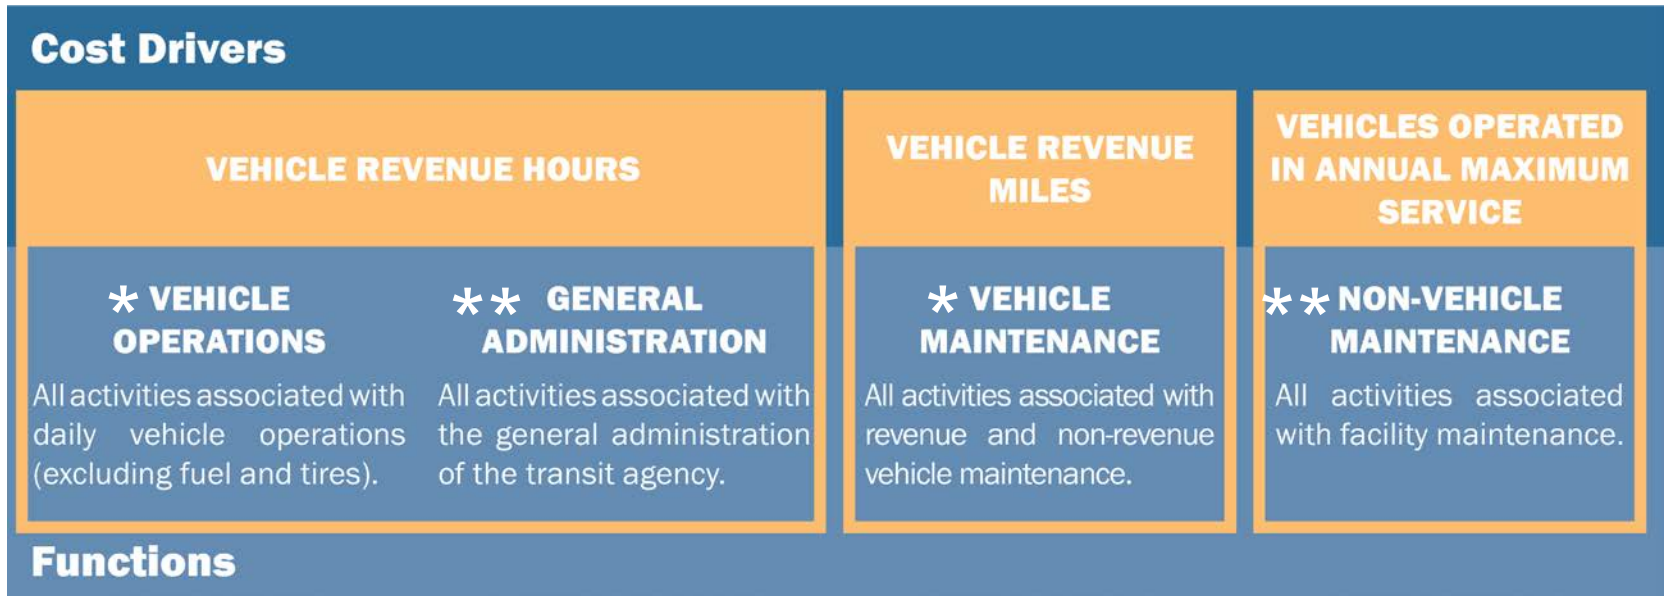 Cost Drivers
VEHICLE REVENUE HOURS
VEHICLE REVENUE
MILES
VEHICLES OPERATED
IN ANNUAL MAXIMUM
SERVICE
* VEHICLE
OPERATIONS
All activities associated with
daily vehicle operations
(excluding fuel and tires).
** GENERAL
ADMINISTRATION
All activities associated with
the general administration
of the transit agency.
* VEHICLE
MAINTENANCE
All activities associated with
revenue and non-revenue
vehicle maintenance.
** NON-VEHICLE
MAINTENANCE
All activities associated
with facility maintenance.
Functions